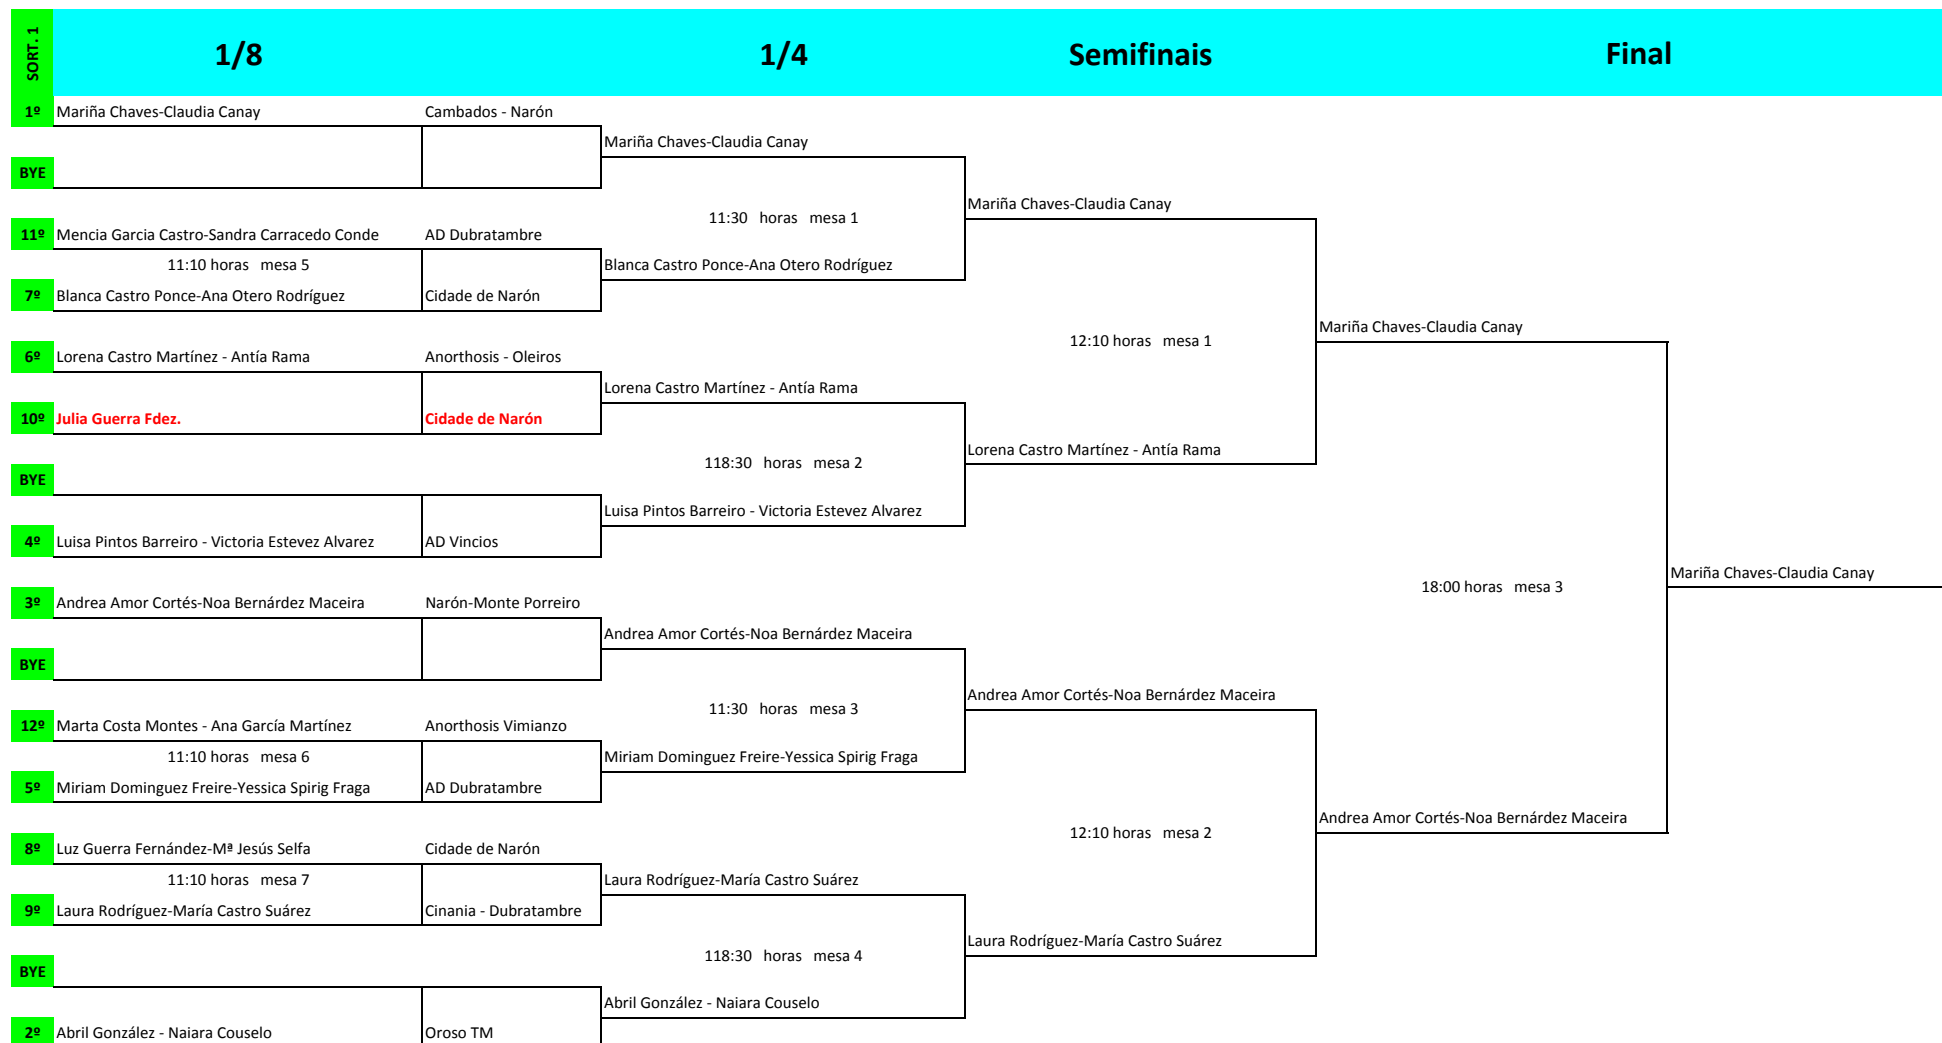 SORT. 1 1/8 1/4 Semifinais Final
1º Mariña Chaves-Claudia Canay Cambados - Narón
Mariña Chaves-Claudia Canay
BYE
Mariña Chaves-Claudia Canay
11:30 horas mesa 1
11º Mencia Garcia Castro-Sandra Carracedo Conde AD Dubratambre
11:10 horas mesa 5 Blanca Castro Ponce-Ana Otero Rodríguez
7º Blanca Castro Ponce-Ana Otero Rodríguez Cidade de Narón
Mariña Chaves-Claudia Canay
12:10 horas mesa 1
6º Lorena Castro Martínez - Antía Rama Anorthosis - Oleiros
Lorena Castro Martínez - Antía Rama
10º Julia Guerra Fdez. Cidade de Narón
Lorena Castro Martínez - Antía Rama
118:30 horas mesa 2
BYE
Luisa Pintos Barreiro - Victoria Estevez Alvarez
4º Luisa Pintos Barreiro - Victoria Estevez Alvarez AD Vincios
Mariña Chaves-Claudia Canay
18:00 horas mesa 3
3º Andrea Amor Cortés-Noa Bernárdez Maceira Narón-Monte Porreiro
Andrea Amor Cortés-Noa Bernárdez Maceira
BYE
Andrea Amor Cortés-Noa Bernárdez Maceira
11:30 horas mesa 3
12º Marta Costa Montes - Ana García Martínez Anorthosis Vimianzo
11:10 horas mesa 6 Miriam Dominguez Freire-Yessica Spirig Fraga
5º Miriam Dominguez Freire-Yessica Spirig Fraga AD Dubratambre
Andrea Amor Cortés-Noa Bernárdez Maceira
12:10 horas mesa 2
8º Luz Guerra Fernández-Mª Jesús Selfa Cidade de Narón
11:10 horas mesa 7 Laura Rodríguez-María Castro Suárez
9º Laura Rodríguez-María Castro Suárez Cinania - Dubratambre
Laura Rodríguez-María Castro Suárez
118:30 horas mesa 4
BYE
Abril González - Naiara Couselo
2º Abril González - Naiara Couselo Oroso TM